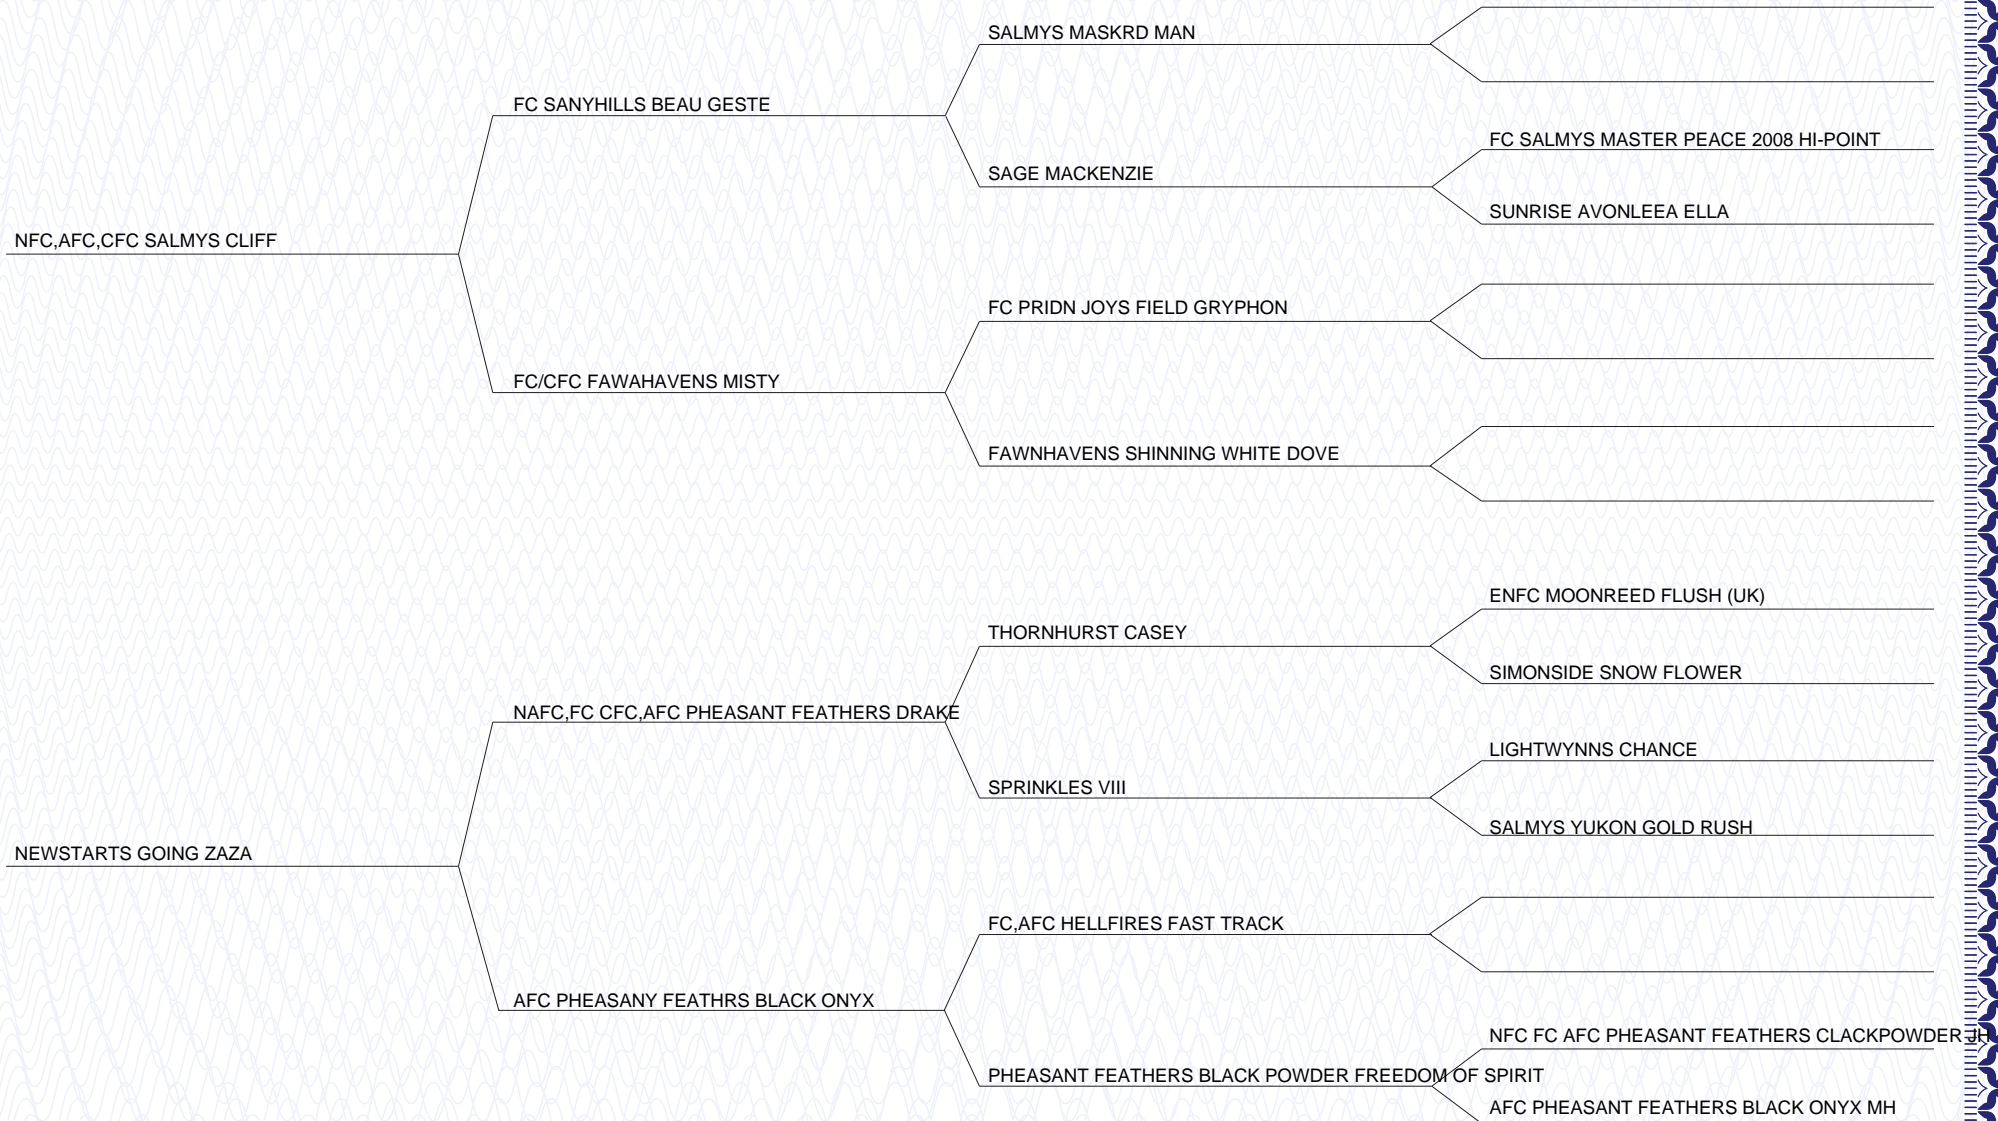 SALMYS MASKRD MAN
FC SANYHILLS BEAU GESTE
FC SALMYS MASTER PEACE 2008 HI-POINT
SAGE MACKENZIE
SUNRISE AVONLEEA ELLA
NFC,AFC,CFC SALMYS CLIFF
FC PRIDN JOYS FIELD GRYPHON
FC/CFC FAWAHAVENS MISTY
FAWNHAVENS SHINNING WHITE DOVE
ENFC MOONREED FLUSH (UK)
THORNHURST CASEY
SIMONSIDE SNOW FLOWER
NAFC,FC CFC,AFC PHEASANT FEATHERS DRAKE
LIGHTWYNNS CHANCE
SPRINKLES VIII
SALMYS YUKON GOLD RUSH
NEWSTARTS GOING ZAZA
FC,AFC HELLFIRES FAST TRACK
AFC PHEASANY FEATHRS BLACK ONYX
NFC FC AFC PHEASANT FEATHERS CLACKPOWDER JH
PHEASANT FEATHERS BLACK POWDER FREEDOM OF SPIRIT
AFC PHEASANT FEATHERS BLACK ONYX MH